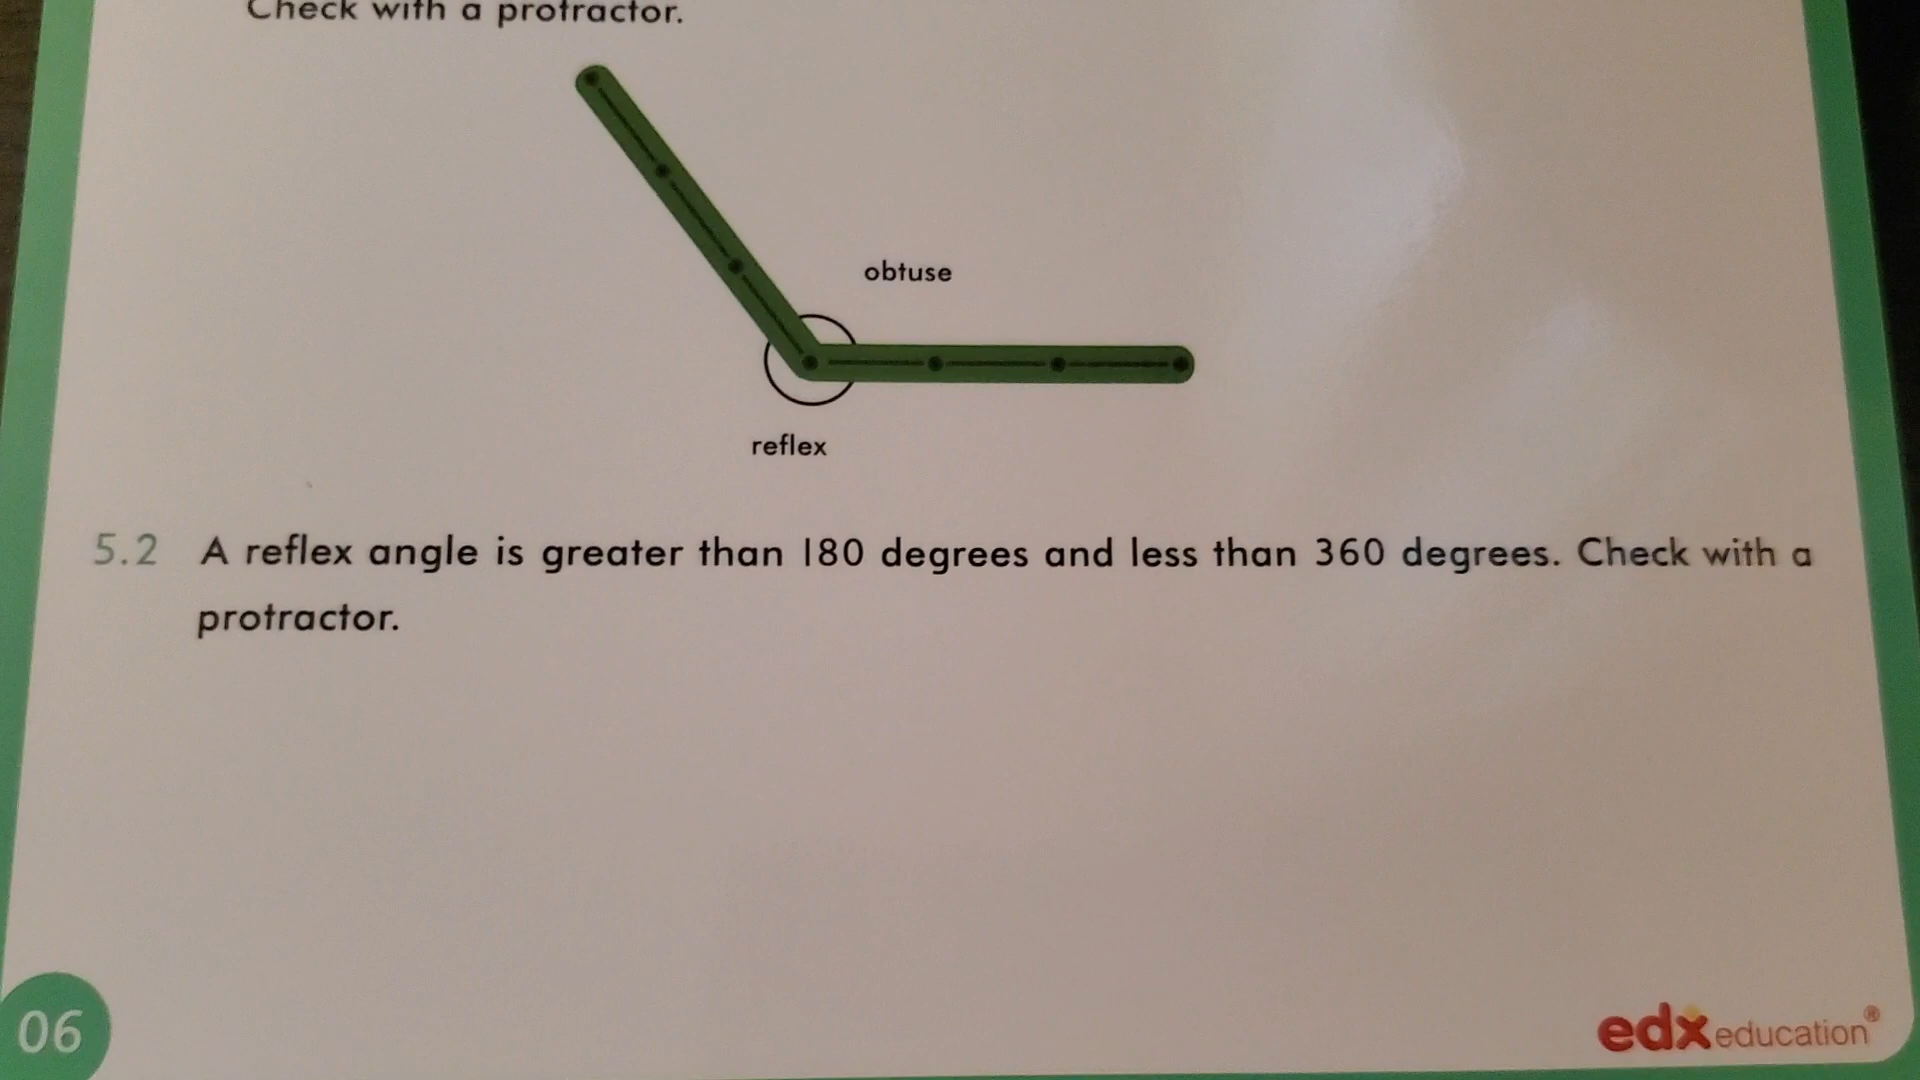 Check with a protractor.
obtuse
reflex
5.2 A reflex angle is greater than 180 degrees and less than 360 degrees. Check with a
protractor.
06
edx education®